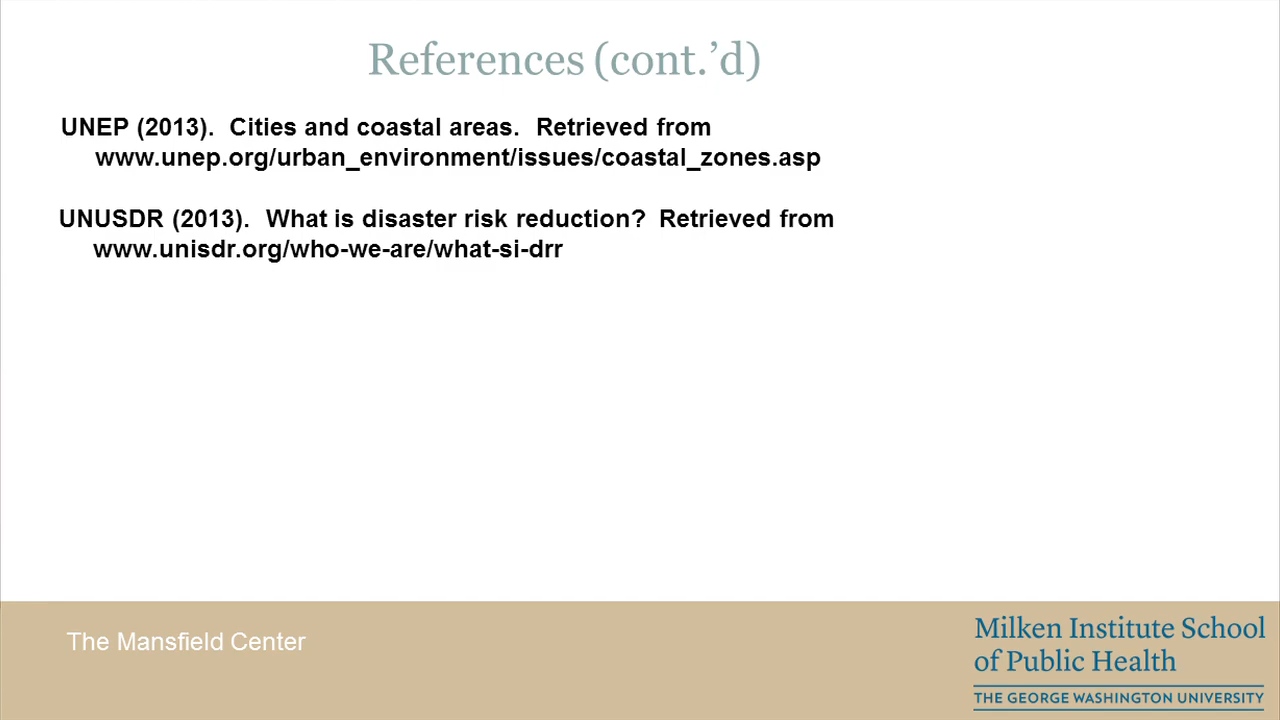 References (cont.’d)
UNEP (2013).  Cities and coastal areas.  Retrieved from
www.unep.org/urban_environment/issues/coastal_zones.asp
UNUSDR (2013).  What is disaster risk reduction?  Retrieved from
www.unisdr.org/who-we-are/what-si-drr
The Mansfield Center
Milken Institute School
of Public Health
THE GEORGE WASHINGTON UNIVERSITY